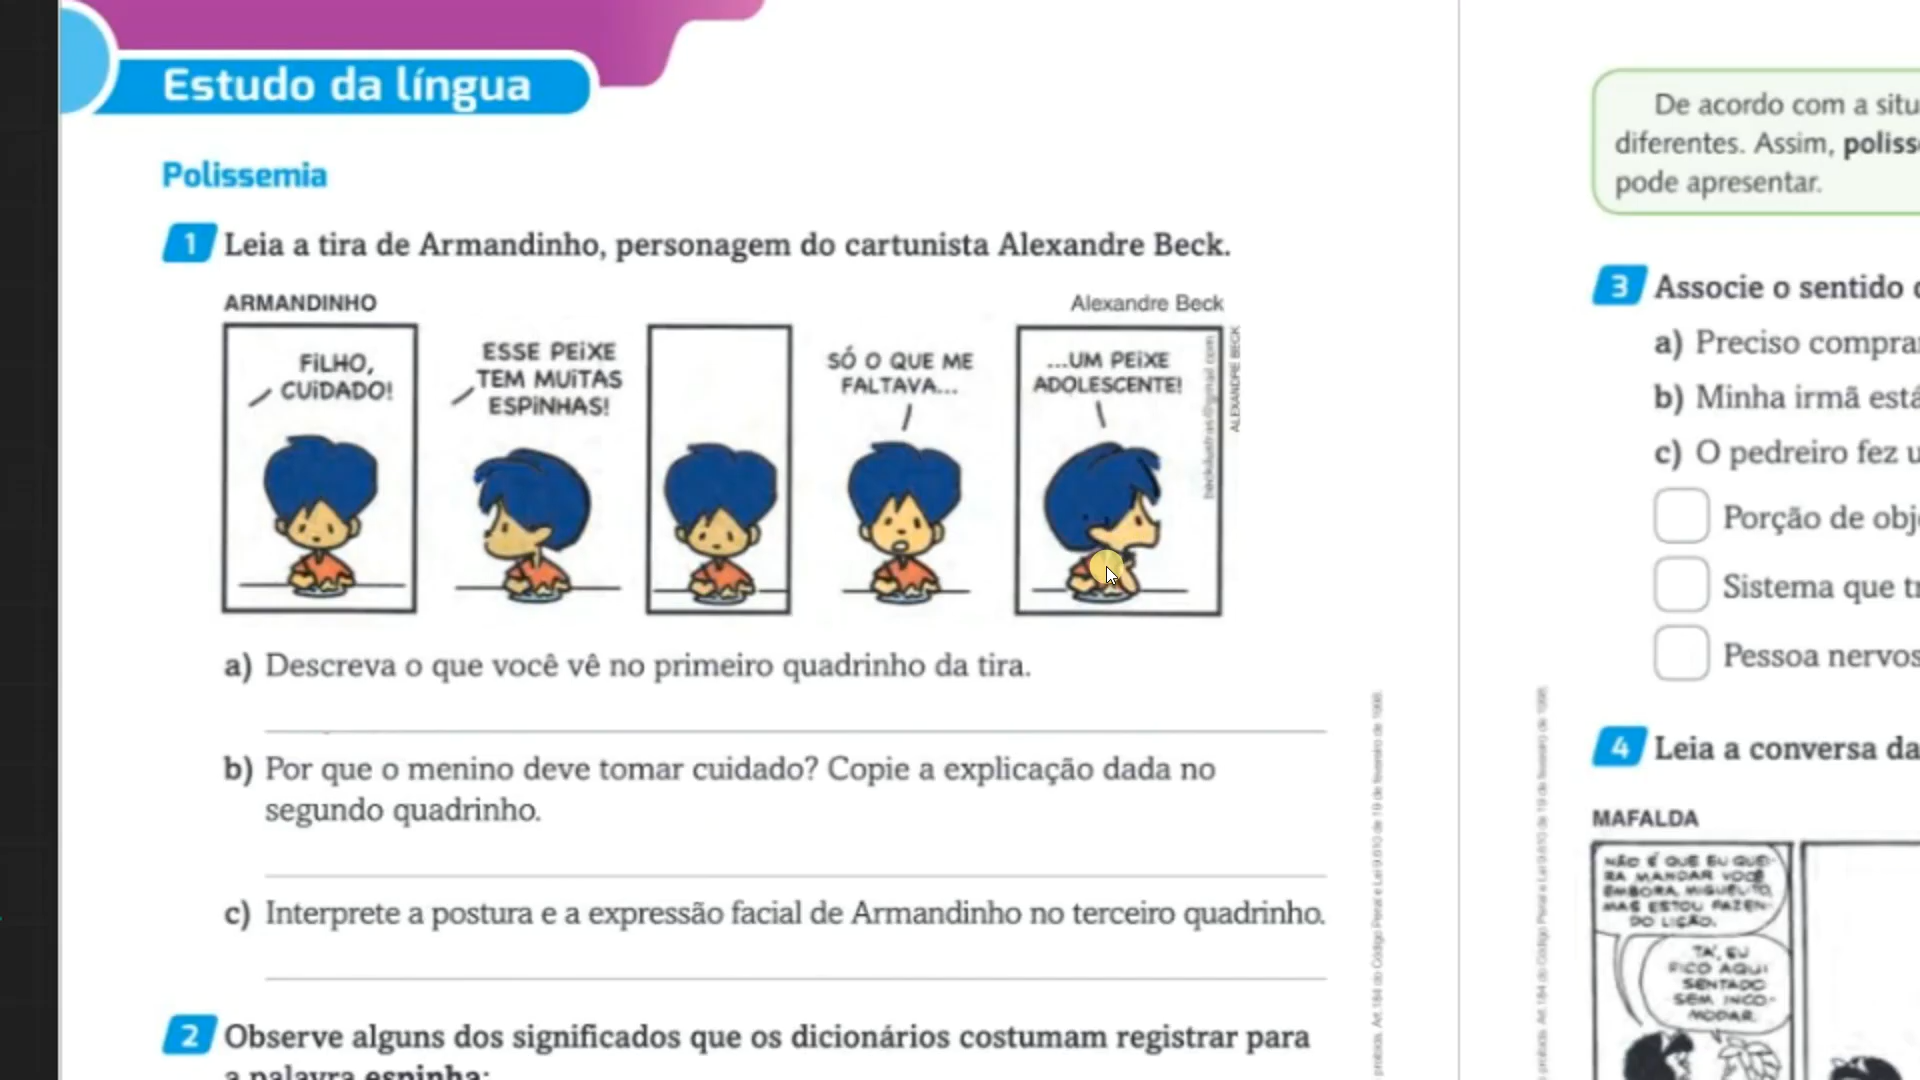 Estudo da língua
Polissemia
1 Leia a tira de Armandinho, personagem do cartunista Alexandre Beck.
ARMANDINHO
Alexandre Beck
FILHO,
CUIDADO!
ESSE PEIXE
TEM MUITAS
ESPINHAS!
SÓ O QUE ME
FALTAVA...
...UM PEIXE
ADOLESCENTE!
ALEXANDRE BECK
a) Descreva o que você vê no primeiro quadrinho da tira.
b) Por que o menino deve tomar cuidado? Copie a explicação dada no
segundo quadrinho.
c) Interprete a postura e a expressão facial de Armandinho no terceiro quadrinho.
2 Observe alguns dos significados que os dicionários costumam registrar para
a palavra espinha:
De acordo com a situ
diferentes. Assim, poliss
pode apresentar.
3 Associe o sentido
a) Preciso compra
b) Minha irmã est
c) O pedreiro fez
Porção de obj
Sistema que t
Pessoa nervos
4 Leia a conversa da
MAFALDA
NÃO É QUE EU QUEI-
RA MANDAR VOCÊ
EMBORA, MIGUELITO,
MAS ESTOU FAZEN-
DO LIÇÃO.
TÁ, EU
FICO AQUI
SENTADO
SEM INCO-
MODAR.